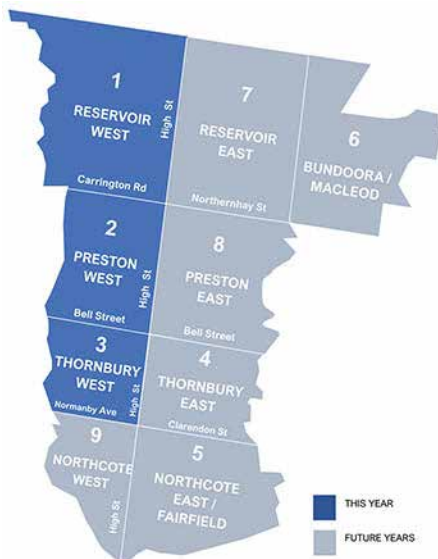 1
RESERVOIR
WEST
High St
Carrington Rd
7
RESERVOIR
EAST
Northernhay St
6
BUNDOORA /
MACLEOD
2
PRESTON
WEST
High St
Bell Street
8
PRESTON
EAST
Bell Street
3
THORNBURY
WEST
High St
Normanby Ave
4
THORNBURY
EAST
Clarendon St
9
NORTHCOTE
WEST
High St
5
NORTHCOTE
EAST /
FAIRFIELD
THIS YEAR
FUTURE YEARS